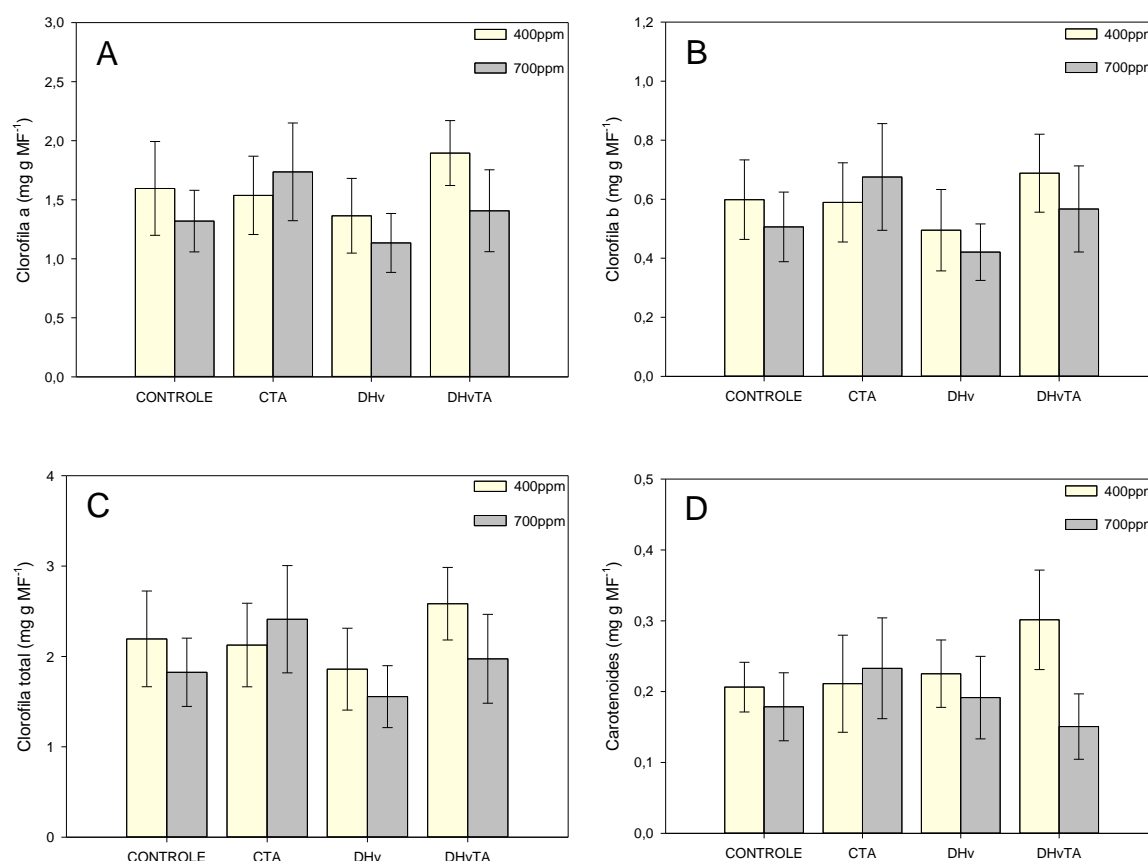 A
Clorofila a (mg g MF⁻¹)
3,0
2,5
2,0
1,5
1,0
0,5
0,0
400ppm
700ppm
CONTROLE CTA DHv DHvTA
B
Clorofila b (mg g MF⁻¹)
1,2
1,0
0,8
0,6
0,4
0,2
0,0
400ppr
700ppr
CONTROLE CTA DHv DHvTA
C
Clorofila total (mg g MF⁻¹)
4
3
2
1
0
400ppm
700ppm
CONTROLE CTA DHv DHvTA
D
Carotenoides (mg g MF⁻¹)
0,5
0,4
0,3
0,2
0,1
0,0
400ppr
700ppr
CONTROLE CTA DHv DHvTA